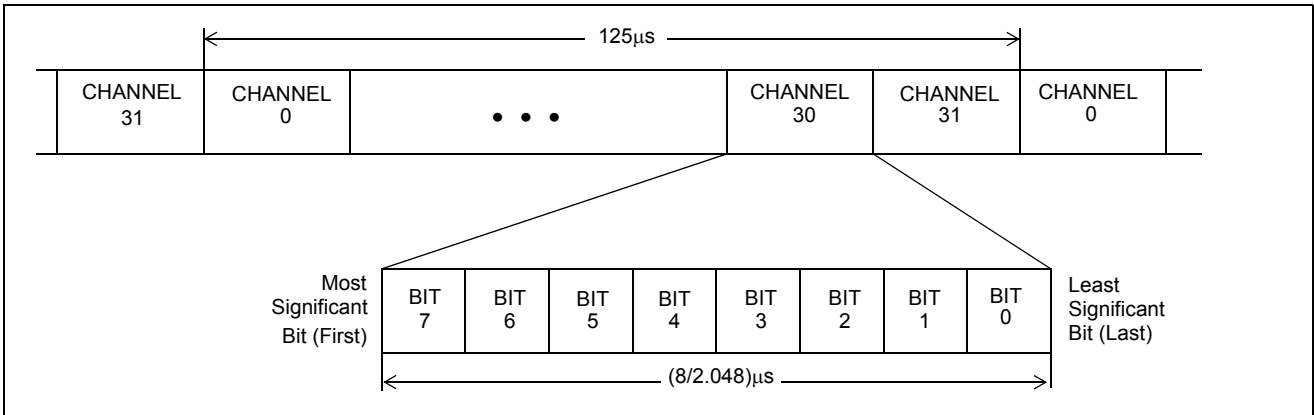 125μs
CHANNEL
31
CHANNEL
0
• • •
CHANNEL
30
CHANNEL
31
CHANNEL
0
Most
Significant
Bit (First)
BIT
7
BIT
6
BIT
5
BIT
4
BIT
3
BIT
2
BIT
1
BIT
0
Least
Significant
Bit (Last)
(8/2.048)μs